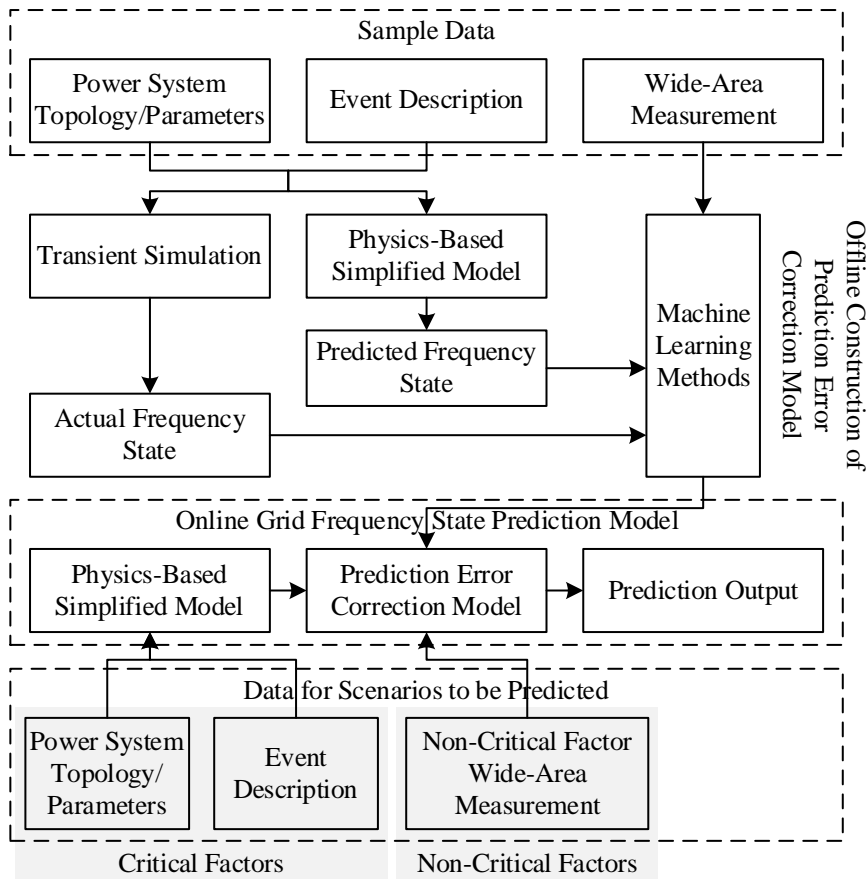 Sample Data
Power System
Topology/Parameters
Event Description
Wide-Area
Measurement
Transient Simulation
Physics-Based
Simplified Model
Machine
Learning
Methods
Offline Construction of
Prediction Error
Correction Model
Predicted Frequency
State
Actual Frequency
State
Online Grid Frequency State Prediction Model
Physics-Based
Simplified Model
Prediction Error
Correction Model
Prediction Output
Data for Scenarios to be Predicted
Power System
Topology/
Parameters
Event
Description
Non-Critical Factor
Wide-Area
Measurement
Critical Factors
Non-Critical Factors